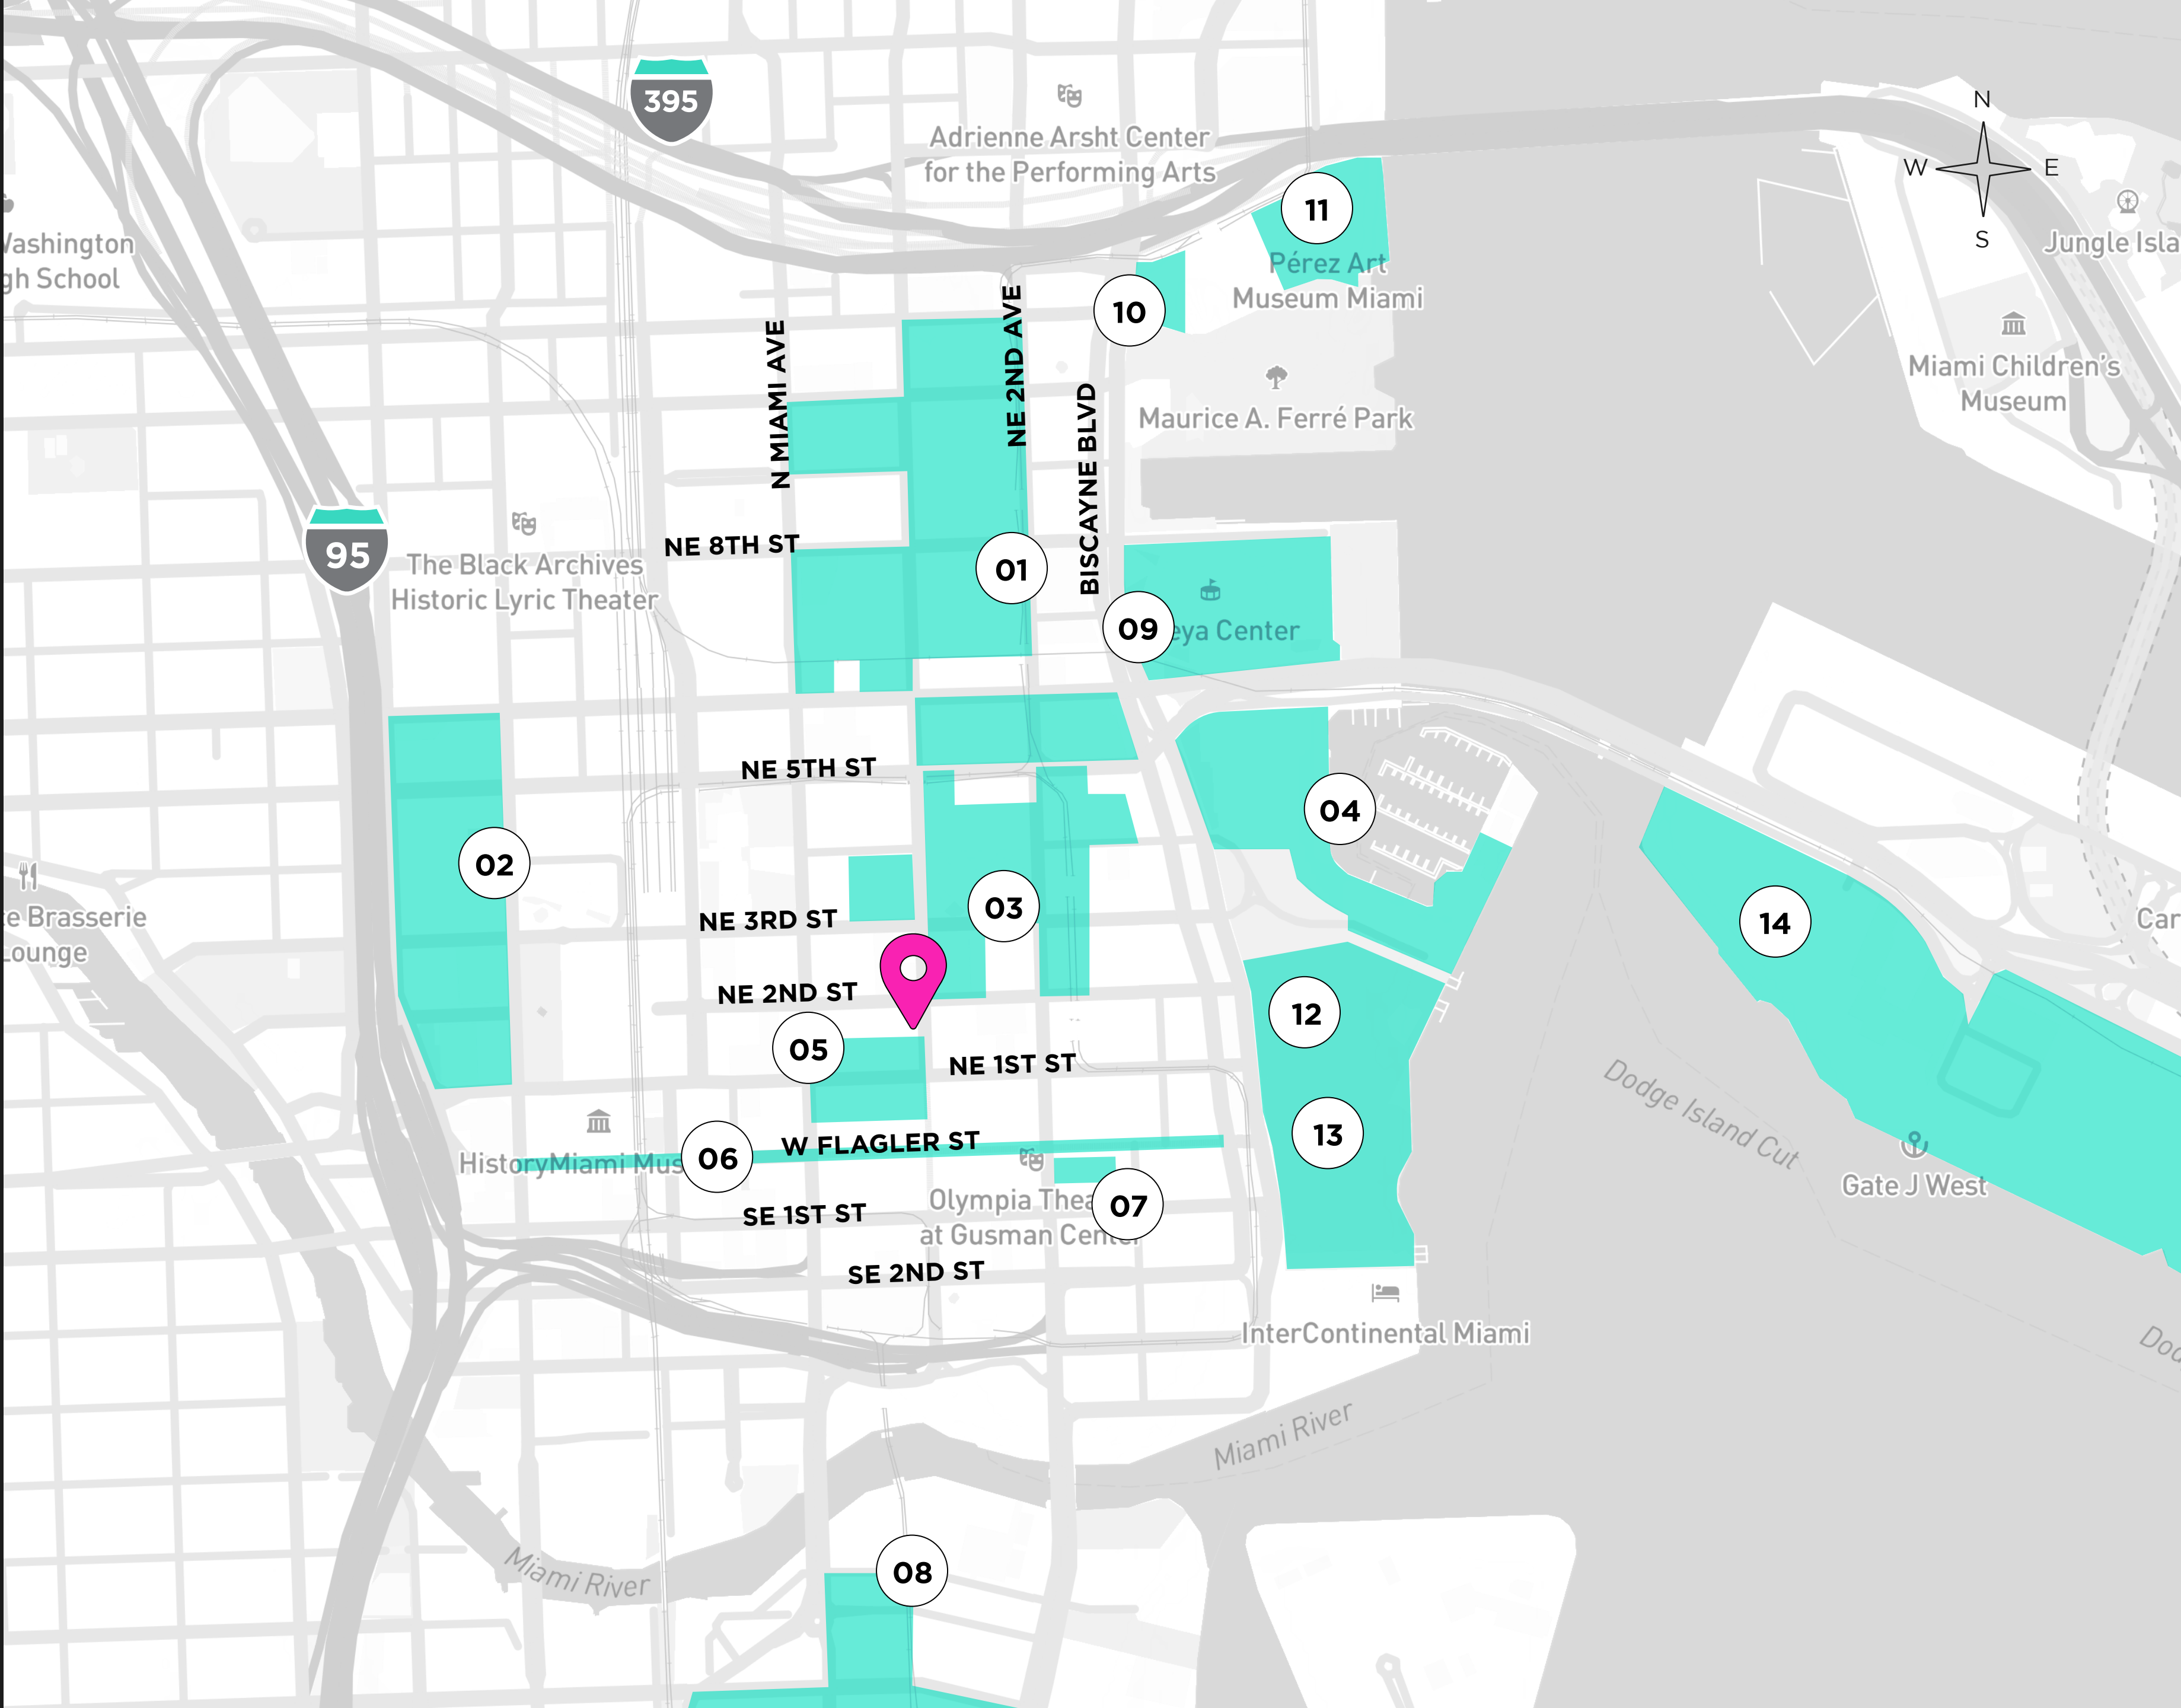 395
Adrienne Arsht Center
for the Performing Arts
N
W
E
S
11
Washington
gh School
Jungle Isla
Pérez Art
Museum Miami
10
NE 2ND AVE
N MIAMI AVE
Miami Children's
Museum
BISCAYNE BLVD
Maurice A. Ferré Park
95
NE 8TH ST
The Black Archives
Historic Lyric Theater
01
09
eya Center
NE 5TH ST
04
02
03
NE 3RD ST
e Brasserie
Lounge
14
Car
NE 2ND ST
12
05
NE 1ST ST
Dodge Island Cut
13
W FLAGLER ST
HistoryMiami Mus
06
Gate J West
Olympia Thea
at Gusman Center
07
SE 1ST ST
SE 2ND ST
InterContinental Miami
Dod
Miami River
08
Miami River